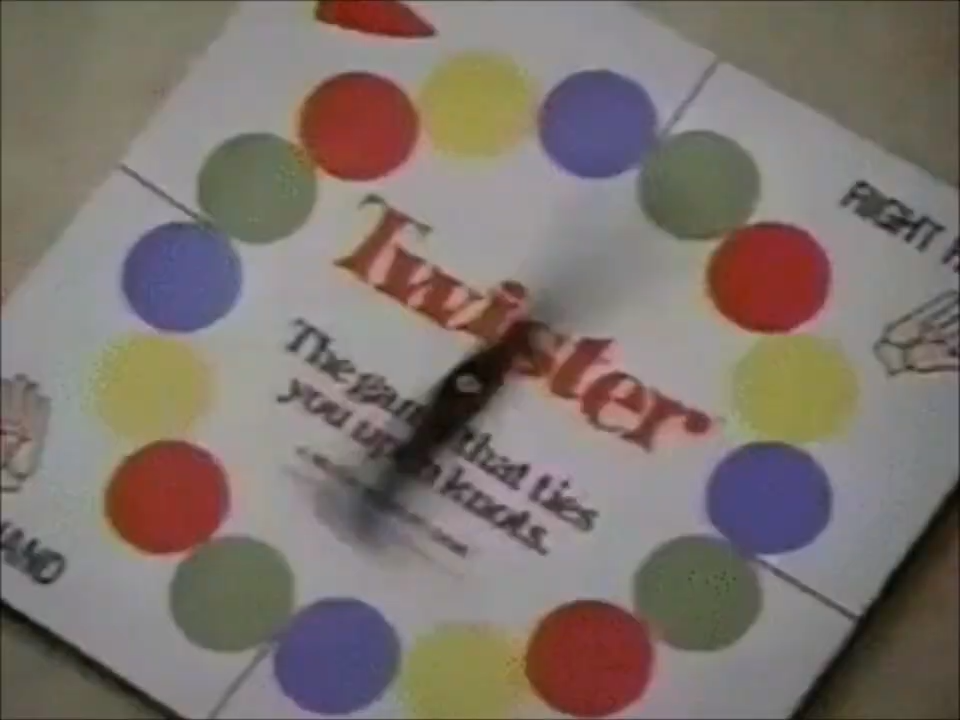 RIGHT
Twister
The game that ties
you up in knots.
HAND